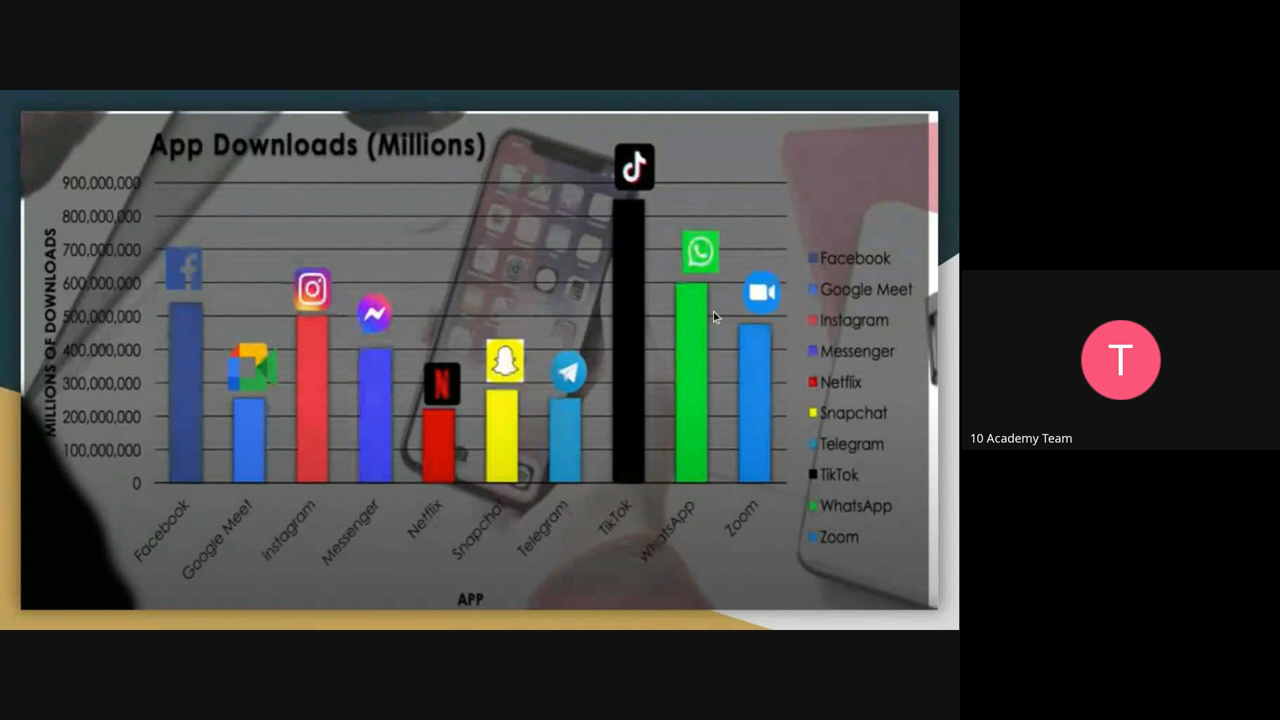 App Downloads (Millions)
MILLIONS OF DOWNLOADS
900,000,000
800,000,000
700,000,000
600,000,000
500,000,000
400,000,000
300,000,000
200,000,000
100,000,000
0
Facebook
Google Meet
Instagram
Messenger
Netflix
Snapchat
Telegram
TikTok
WhatsApp
Zoom
APP
Facebook
Google Meet
Instagram
Messenger
Netflix
Snapchat
Telegram
TikTok
WhatsApp
Zoom
T
10 Academy Team